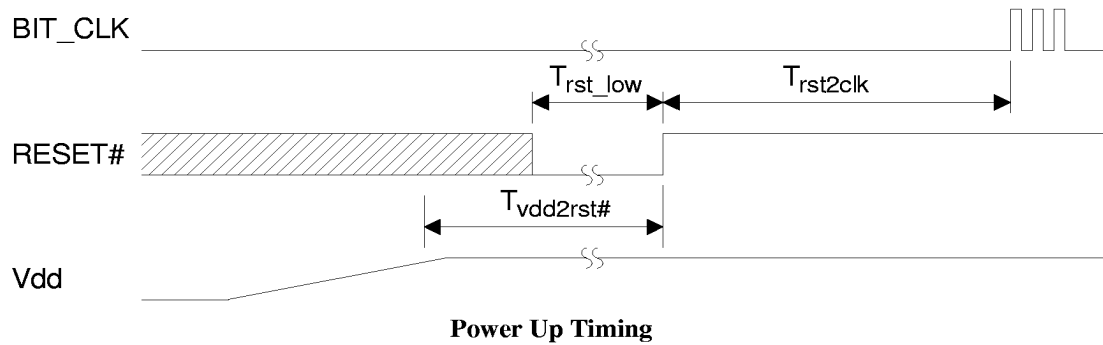 BIT_CLK
Trst_low
Trst2clk
RESET#
Tvdd2rst#
Vdd
Power Up Timing